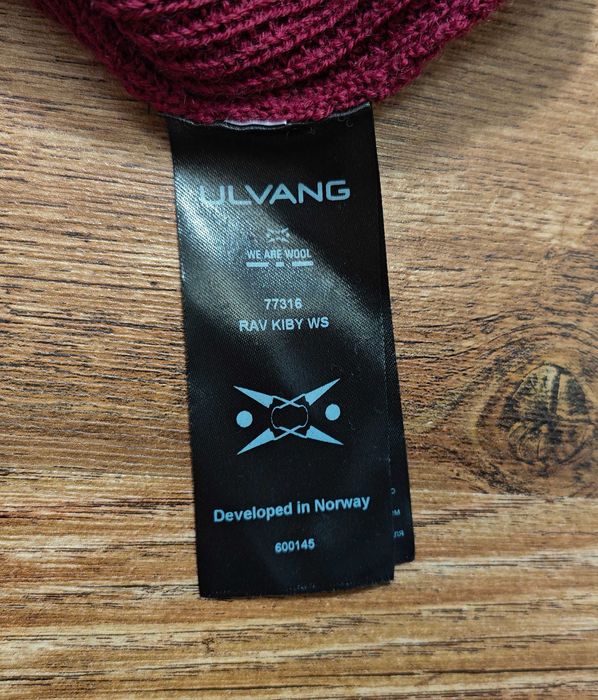 ULVANG
WE ARE WOOL
77316
RAV KIBY WS
Developed in Norway
600145